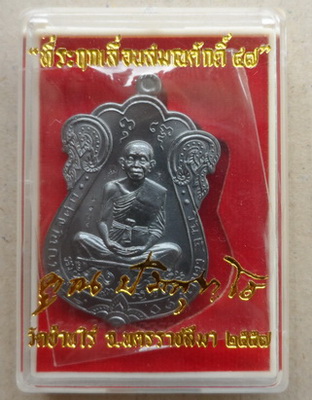 “ที่ระฤกเลื่อนสมณศักดิ์ ๔๗”
คูณ ปริสุทฺโธ
วัดบ้านไร่ จ.นครราชสีมา ๒๕๕๗